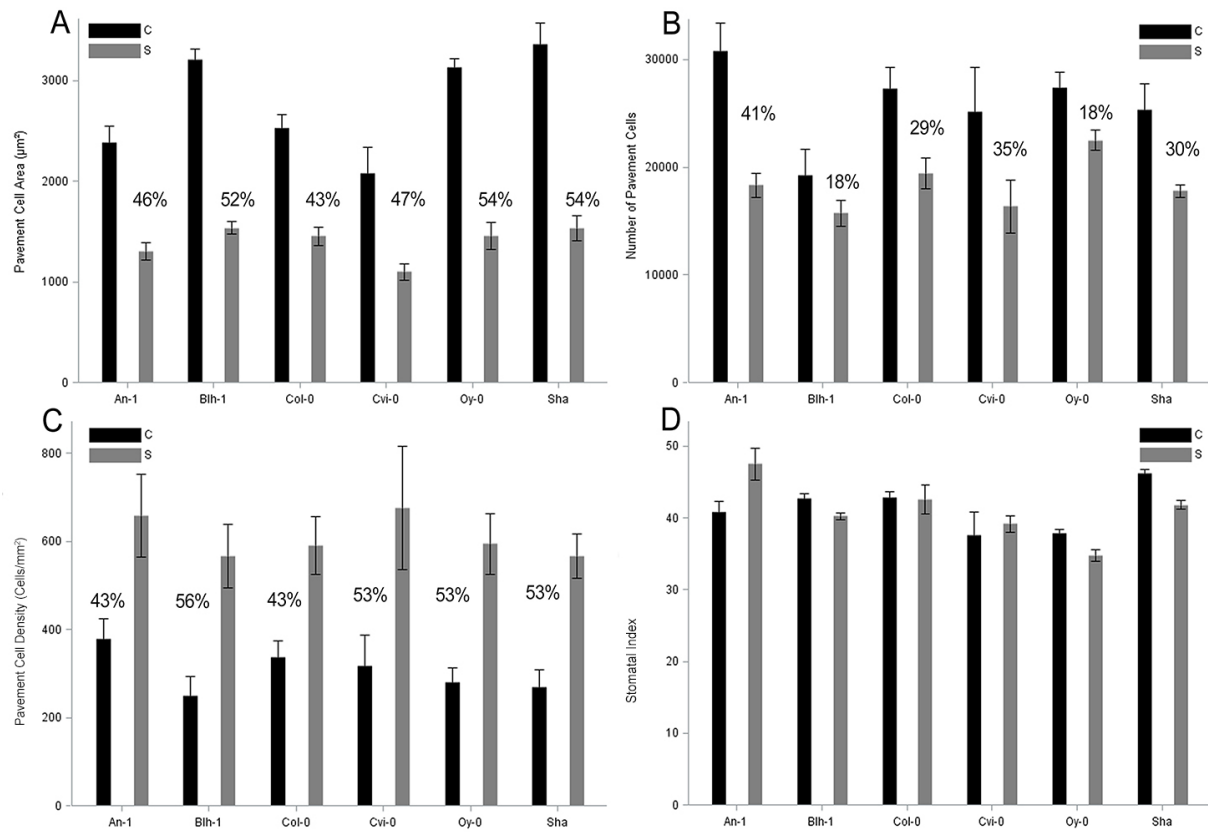 A
C
S
Pavement Cell Area (µm²)
3000
2000
1000
0
46%
52%
43%
47%
54%
54%
An-1
Blh-1
Col-0
Cvi-0
Oy-0
Sha
B
C
S
Number of Pavement Cells
30000
20000
10000
0
41%
18%
29%
35%
18%
30%
An-1
Blh-1
Col-0
Cvi-0
Oy-0
Sha
C
C
S
Pavement Cell Density (Cells/mm²)
800
600
400
200
0
43%
56%
43%
53%
53%
53%
An-1
Blh-1
Col-0
Cvi-0
Oy-0
Sha
D
C
S
Stomatal Index
50
40
30
20
10
0
An-1
Blh-1
Col-0
Cvi-0
Oy-0
Sha